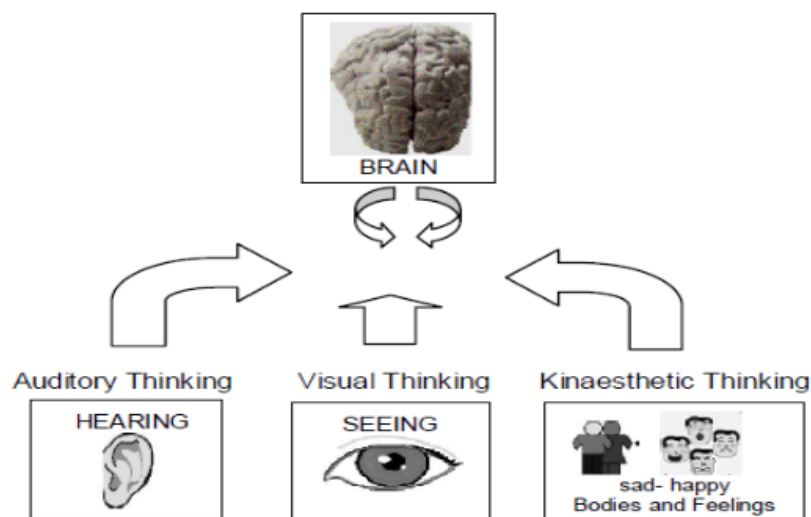 BRAIN
Auditory Thinking
Visual Thinking
Kinaesthetic Thinking
HEARING
SEEING
sad- happy
Bodies and Feelings